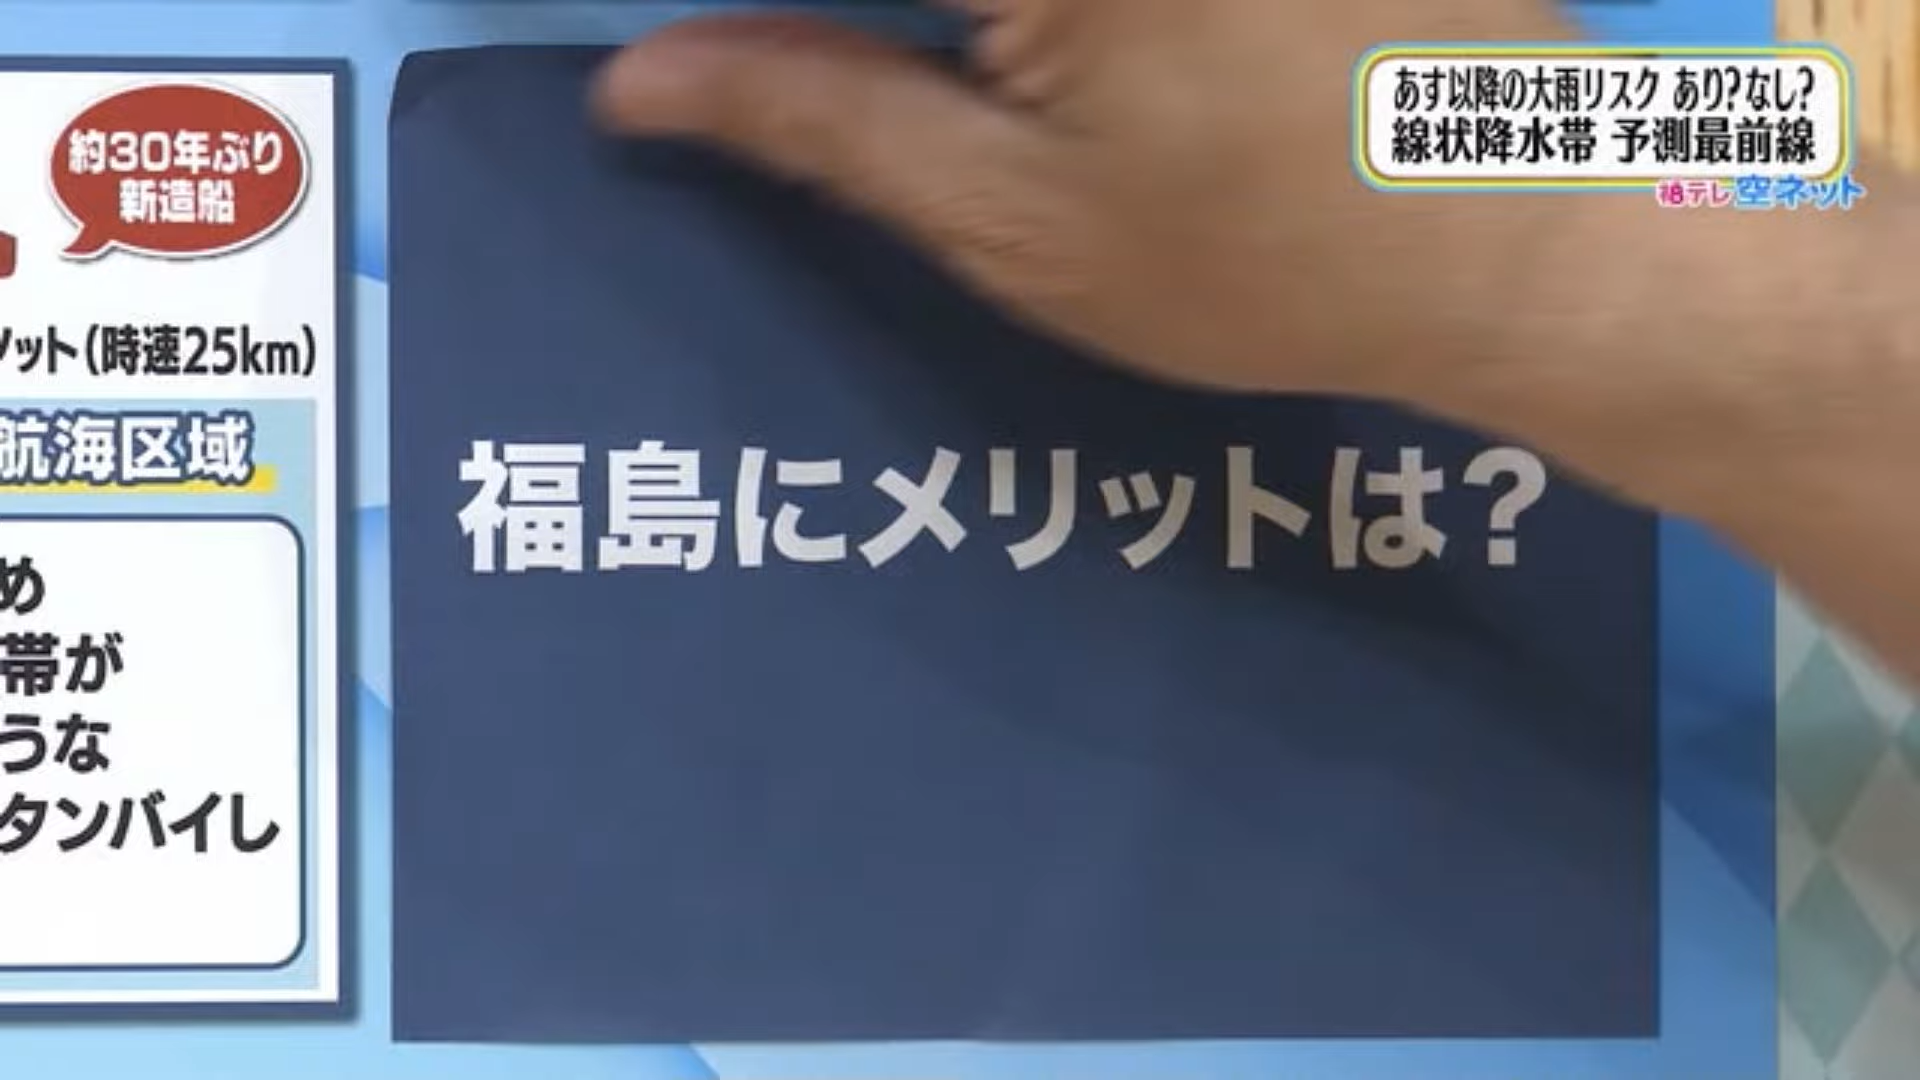 約30年ぶり
新造船
ット(時速25km)
航海区域
め
帯が
うな
タンバイし
福島にメリットは?
あす以降の大雨リスク あり?なし?
線状降水帯 予測最前線
福テレ空ネット